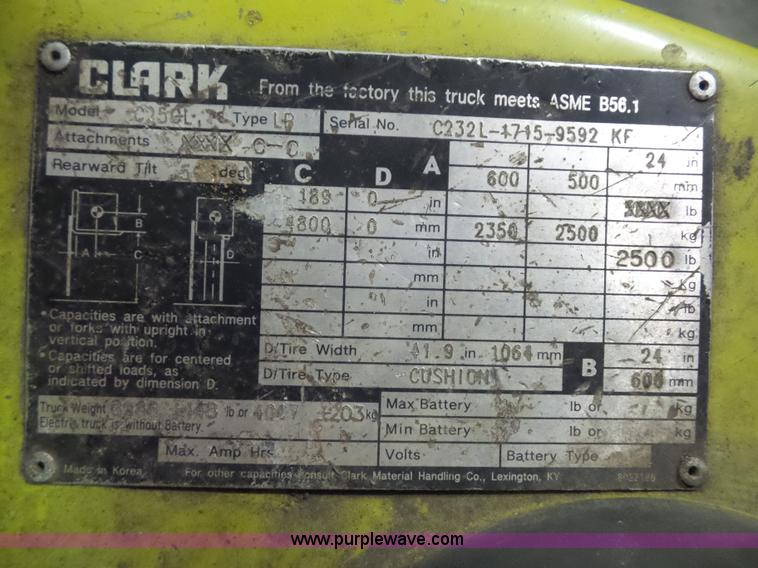 CLARK From the factory this truck meets ASME B56.1
Model C25CL Type LP Serial No. C232L-1715-9592 KF
Attachments XXXX C-C
Rearward Tilt 5 deg
C D A 24 in
600 500 mm
189 0 in XXXX lb
4800 0 mm 2350 2500 kg
in 2500 lb
mm kg
in lb
mm kg
A B C D
•Capacities are with attachment
or forks with upright in
vertical position.
•Capacities are for centered
or shifted loads, as
indicated by dimension D.
D/Tire Width 41.9 in 1064 mm B 24 in
D/Tire Type CUSHION 600 mm
Truck Weight lb or kg
Electric truck is without Battery.
Max Battery lb or kg
Min Battery lb or kg
Max. Amp Hrs Volts Battery Type
Made in Korea For other capacities consult Clark Material Handling Co., Lexington, KY
www.purplewave.com